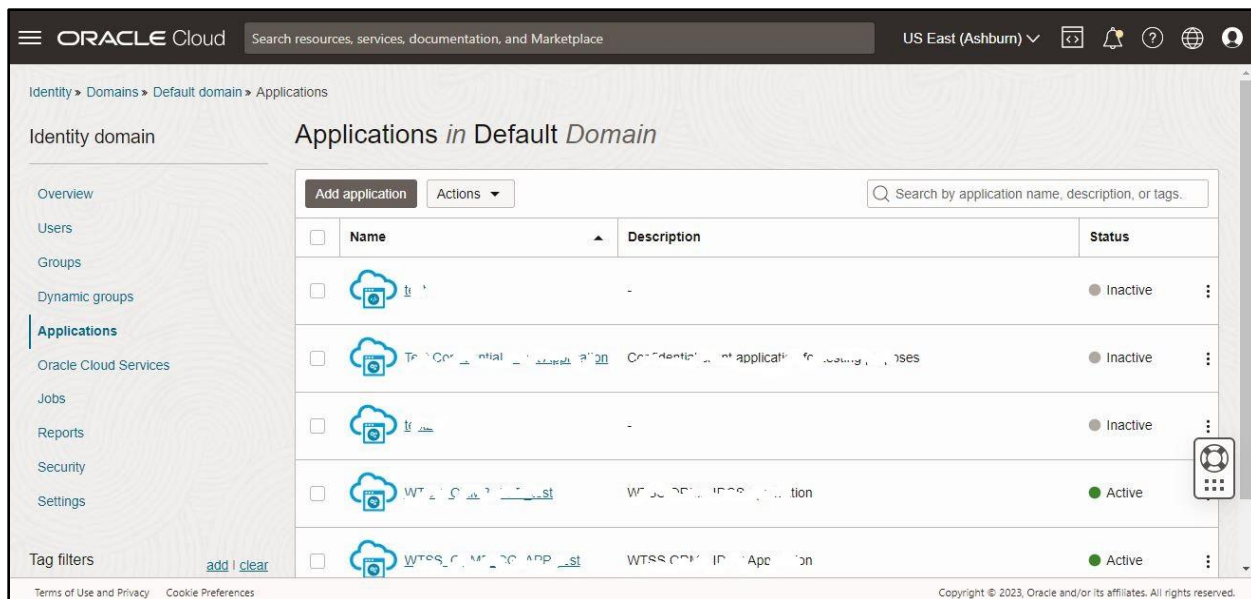 ORACLE Cloud
Search resources, services, documentation, and Marketplace
US East (Ashburn)
Identity » Domains » Default domain » Applications
Identity domain
Applications in Default Domain
Overview
Users
Groups
Dynamic groups
Applications
Oracle Cloud Services
Jobs
Reports
Security
Settings
Tag filters
add | clear
Add application
Actions
Search by application name, description, or tags.
Name
Description
Status
-
Inactive
Inactive
-
Inactive
Active
WTSS
Active
Terms of Use and Privacy
Cookie Preferences
Copyright © 2023, Oracle and/or its affiliates. All rights reserved.